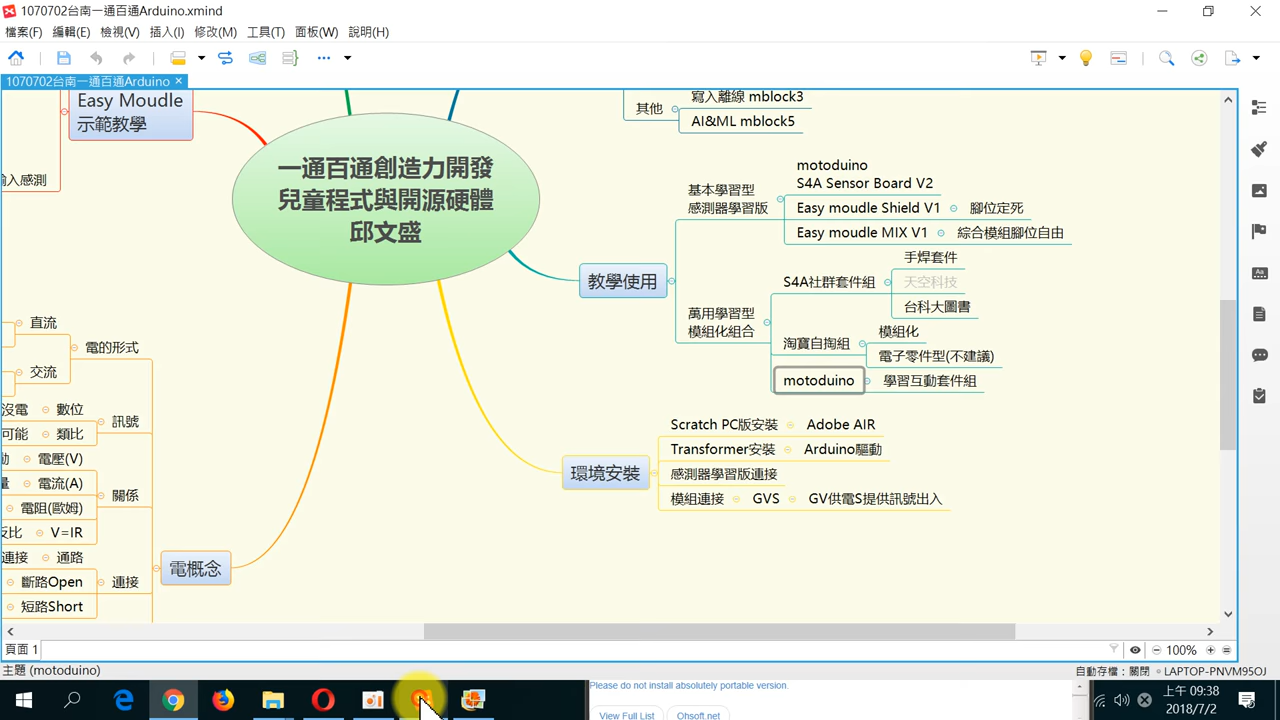 1070702台南一通百通Arduino.xmind
檔案(F) 編輯(E) 檢視(V) 插入(I) 修改(M) 工具(T) 面板(W) 說明(H)
1070702台南一通百通Arduino
Easy Moudle
示範教學
輸入感測
一通百通創造力開發
兒童程式與開源硬體
邱文盛
其他
寫入離線 mblock3
AI&ML mblock5
教學使用
基本學習型
感測器學習版
motoduino
S4A Sensor Board V2
Easy moudle Shield V1 腳位定死
Easy moudle MIX V1 綜合模組腳位自由
萬用學習型
模組化組合
S4A社群套件組
手焊套件
天空科技
台科大圖書
淘寶自掏組
模組化
電子零件型(不建議)
motoduino 學習互動套件組
環境安裝
Scratch PC版安裝 Adobe AIR
Transformer安裝 Arduino驅動
感測器學習版連接
模組連接 GVS GV供電S提供訊號出入
電概念
直流
交流
電的形式
沒電 數位
可能 類比
訊號
電壓(V)
電流(A)
電阻(歐姆)
反比 V=IR
關係
連接 通路
斷路Open
短路Short
連接
頁面 1
100%
主題 (motoduino)
自動存檔：關閉 LAPTOP-PNVM95OJ
Please do not install absolutely portable version.
View Full List Ohsoft.net
上午 09:38
2018/7/2